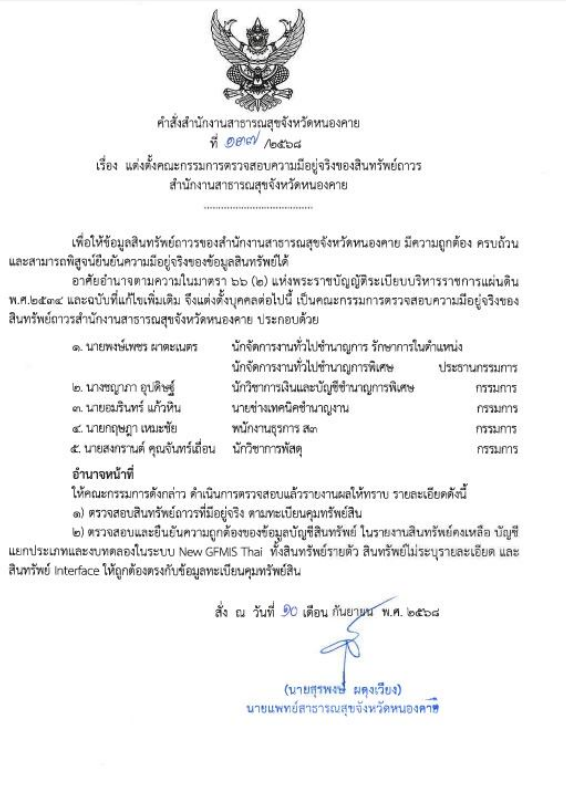 คำสั่งสำนักงานสาธารณสุขจังหวัดหนองคาย
ที่ ๑๓๗ /๒๕๖๘
เรื่อง แต่งตั้งคณะกรรมการตรวจสอบความมีอยู่จริงของสินทรัพย์ถาวร
สำนักงานสาธารณสุขจังหวัดหนองคาย
เพื่อให้ข้อมูลสินทรัพย์ถาวรของสำนักงานสาธารณสุขจังหวัดหนองคาย มีความถูกต้อง ครบถ้วน
และสามารถพิสูจน์ยืนยันความมีอยู่จริงของข้อมูลสินทรัพย์ได้
อาศัยอำนาจตามความในมาตรา ๖๖ (๒) แห่งพระราชบัญญัติระเบียบบริหารราชการแผ่นดิน
พ.ศ.๒๕๓๔ และฉบับที่แก้ไขเพิ่มเติม จึงแต่งตั้งบุคคลต่อไปนี้ เป็นคณะกรรมการตรวจสอบความมีอยู่จริงของ
สินทรัพย์ถาวรสำนักงานสาธารณสุขจังหวัดหนองคาย ประกอบด้วย
๑. นายพงษ์เพชร ผาตะเนตร นักจัดการงานทั่วไปชำนาญการ รักษาการในตำแหน่ง
นักจัดการงานทั่วไปชำนาญการพิเศษ ประธานกรรมการ
๒. นางชญาภา อุปดิษฐ์ นักวิชาการเงินและบัญชีชำนาญการพิเศษ กรรมการ
๓. นายอมรินทร์ แก้วหิน นายช่างเทคนิคชำนาญงาน กรรมการ
๔. นายกฤษฎา เหมะชัย พนักงานธุรการ ส๓ กรรมการ
๕. นายสงกรานต์ คุณจันทร์เถื่อน นักวิชาการพัสดุ กรรมการ
อำนาจหน้าที่
ให้คณะกรรมการดังกล่าว ดำเนินการตรวจสอบแล้วรายงานผลให้ทราบ รายละเอียดดังนี้
๑) ตรวจสอบสินทรัพย์ถาวรที่มีอยู่จริง ตามทะเบียนคุมทรัพย์สิน
๒) ตรวจสอบและยืนยันความถูกต้องของข้อมูลบัญชีสินทรัพย์ ในรายงานสินทรัพย์คงเหลือ บัญชี
แยกประเภทและงบทดลองในระบบ New GFMIS Thai ทั้งสินทรัพย์รายตัว สินทรัพย์ไม่ระบุรายละเอียด และ
สินทรัพย์ Interface ให้ถูกต้องตรงกับข้อมูลทะเบียนคุมทรัพย์สิน
สั่ง ณ วันที่ ๑๐ เดือน กันยายน พ.ศ. ๒๕๖๘
(นายสุรพงษ์ ผดุงเวียง)
นายแพทย์สาธารณสุขจังหวัดหนองคาย